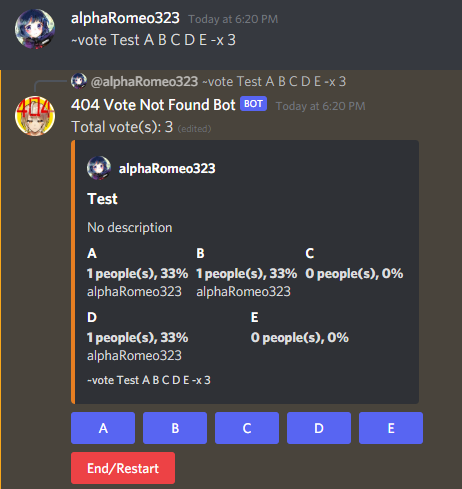 alphaRomeo323 Today at 6:20 PM
~vote Test A B C D E -x 3
@alphaRomeo323 ~vote Test A B C D E -x 3
404
404 Vote Not Found Bot BOT Today at 6:20 PM
Total vote(s): 3 (edited)
alphaRomeo323
Test
No description
A B C
1 people(s), 33% 1 people(s), 33% 0 people(s), 0%
alphaRomeo323 alphaRomeo323
D E
1 people(s), 33% 0 people(s), 0%
alphaRomeo323
~vote Test A B C D E -x 3
A B C D E
End/Restart